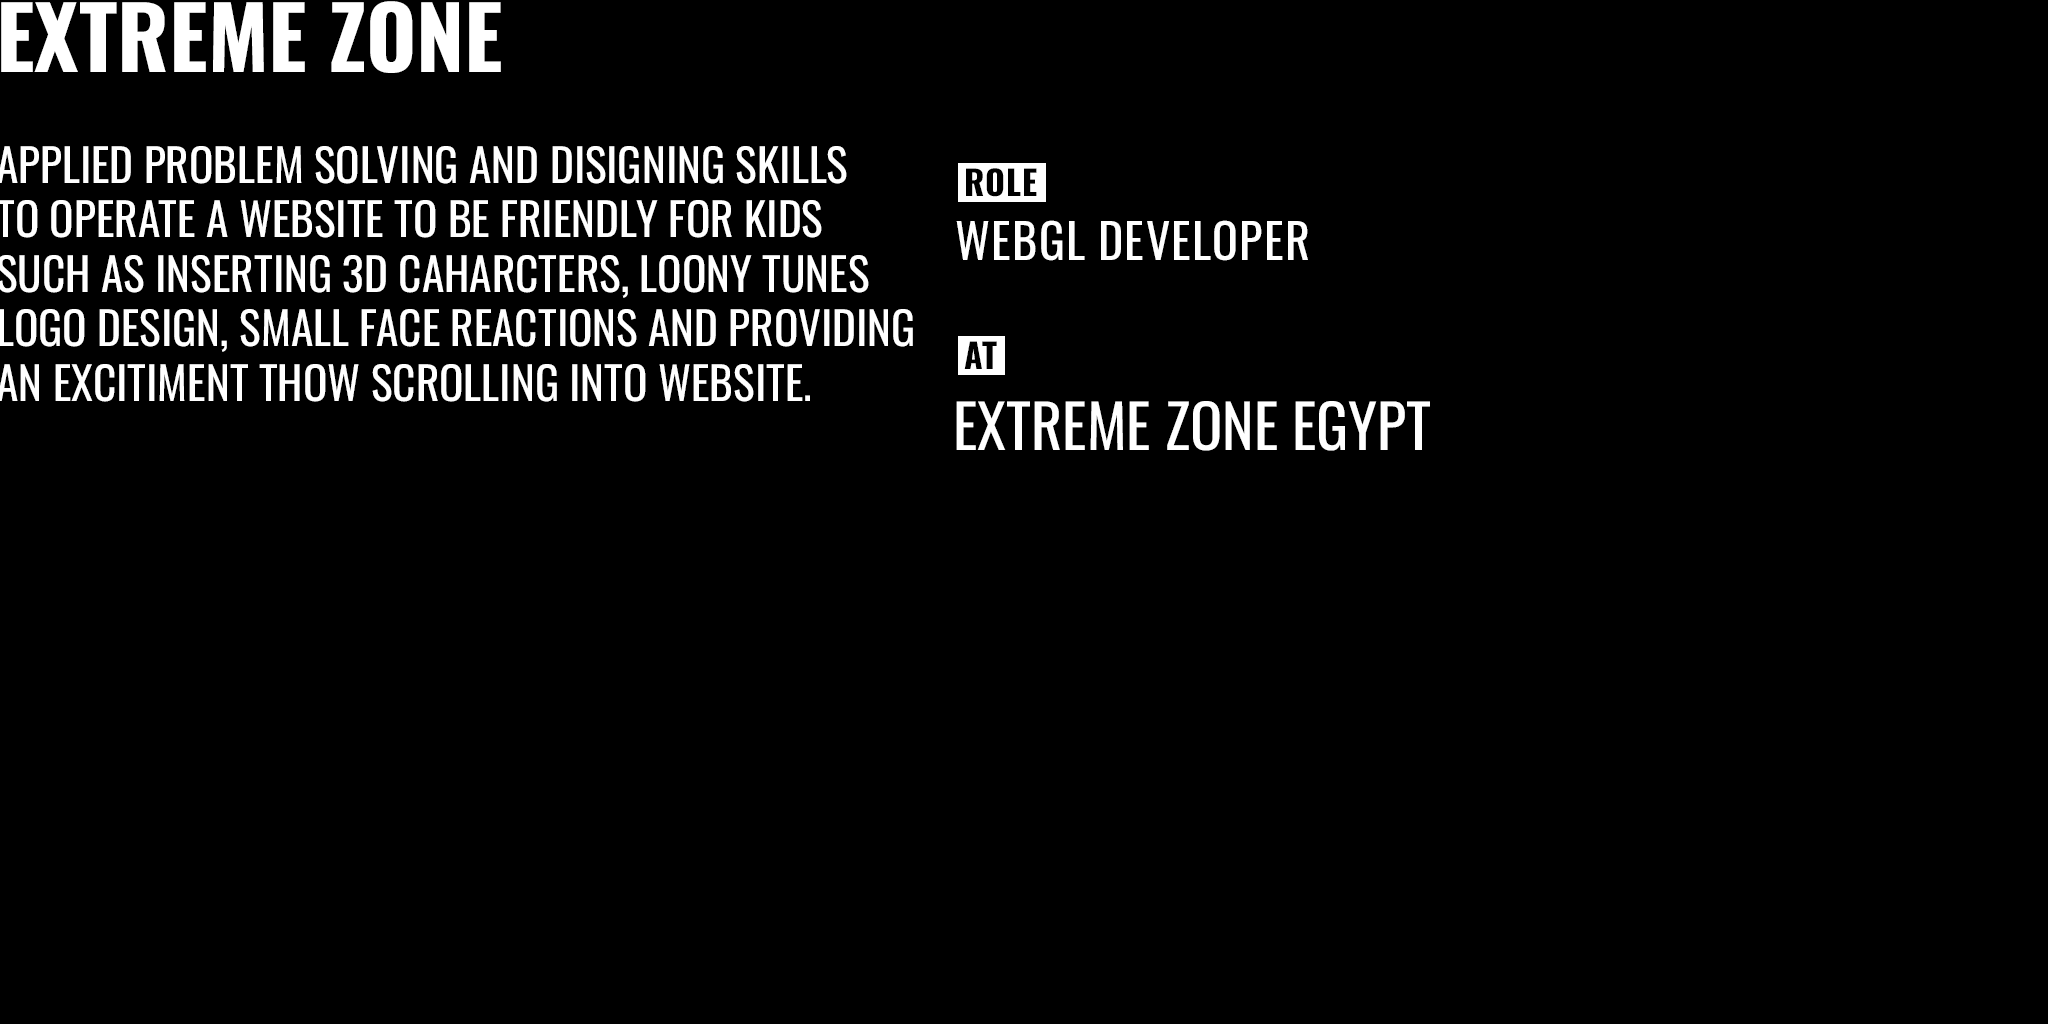 EXTREME ZONE
APPLIED PROBLEM SOLVING AND DISIGNING SKILLS
TO OPERATE A WEBSITE TO BE FRIENDLY FOR KIDS
SUCH AS INSERTING 3D CAHARCTERS, LOONY TUNES
LOGO DESIGN, SMALL FACE REACTIONS AND PROVIDING
AN EXCITIMENT THOW SCROLLING INTO WEBSITE.
ROLE
WEBGL DEVELOPER
AT
EXTREME ZONE EGYPT